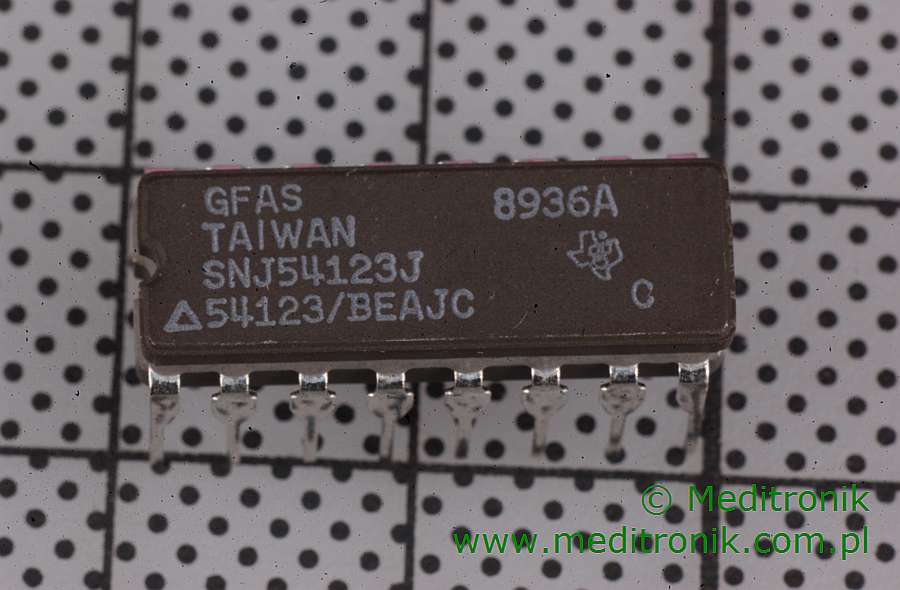 GFAS 8936A
TAIWAN
SNJ54123J
△54123/BEAJC C
© Meditronik
www.meditronik.com.pl